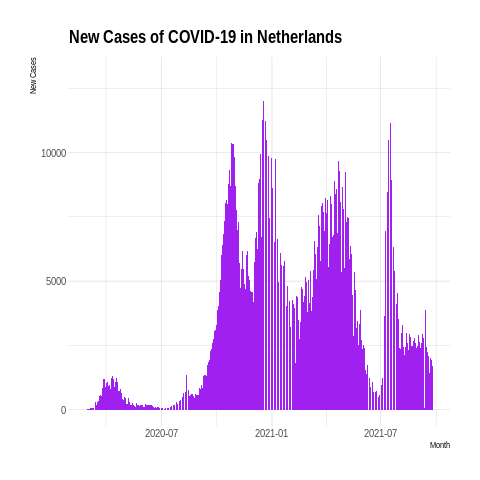 New Cases of COVID-19 in Netherlands
New Cases
10000
5000
0
2020-07 2021-01 2021-07
Month